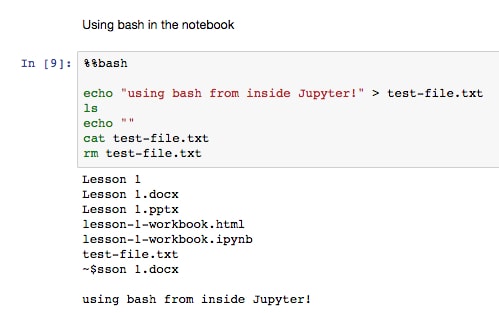 Using bash in the notebook
In [9]: %%bash
echo "using bash from inside Jupyter!" > test-file.txt
ls
echo ""
cat test-file.txt
rm test-file.txt
Lesson 1
Lesson 1.docx
Lesson 1.pptx
lesson-1-workbook.html
lesson-1-workbook.ipynb
test-file.txt
~$sson 1.docx
using bash from inside Jupyter!